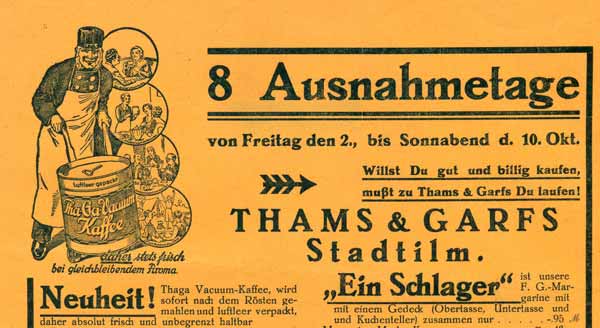 8 Ausnahmetage
von Freitag den 2., bis Sonnabend d. 10. Okt.
Willst Du gut und billig kaufen,
mußt zu Thams & Garfs Du laufen!
THAMS & GARFS
Stadtilm.
luftleer gepackt
ThaGa Vacuum
Kaffee
daher stets frisch
bei gleichbleibendem Aroma.
Neuheit!
Thaga Vacuum-Kaffee, wird
sofort nach dem Rösten ge-
mahlen und luftleer verpackt,
daher absolut frisch und unbegrenzt haltbar
„Ein Schlager“
ist unsere
F. G.-Mar-
garine mit
mit einem Gedeck (Obertasse, Untertasse und
und Kuchenteller) zusammen nur . . . . -.95 M